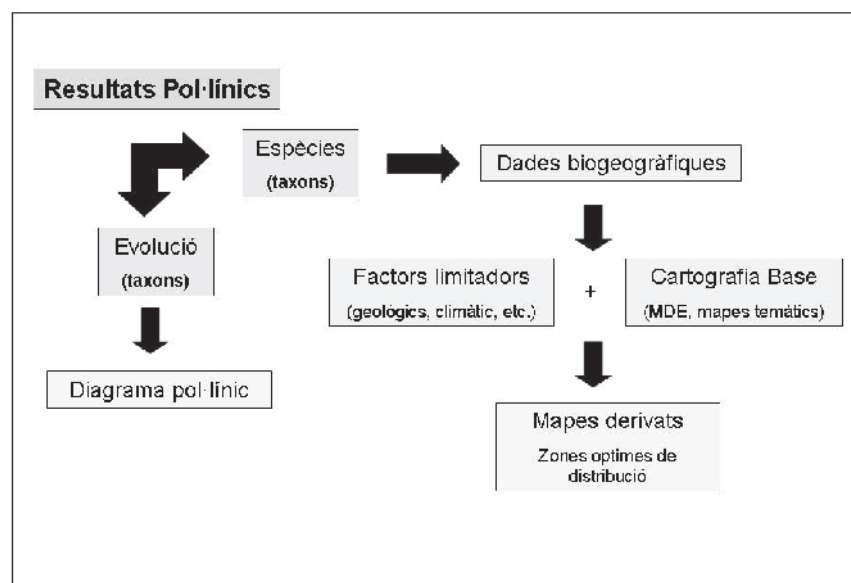 Resultats Pol·línics
Espècies
(taxons)
Dades biogeogràfiques
Evolució
(taxons)
Factors limitadors
(geològics, climàtic, etc.)
+
Cartografia Base
(MDE, mapes temàtics)
Diagrama pol·línic
Mapes derivats
Zones optimes de
distribució